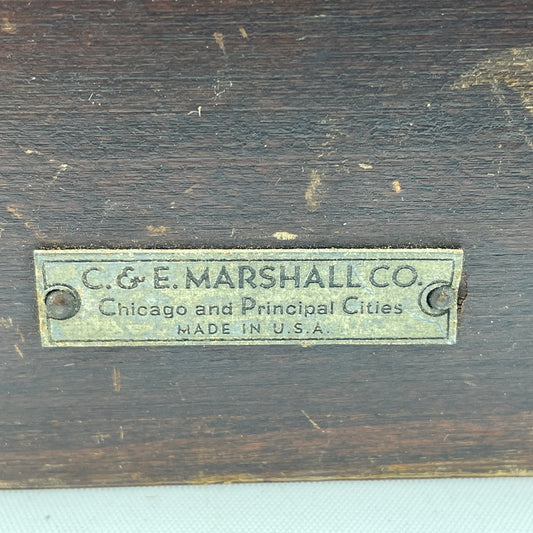 C. & E. MARSHALL CO.
Chicago and Principal Cities
MADE IN U.S.A.